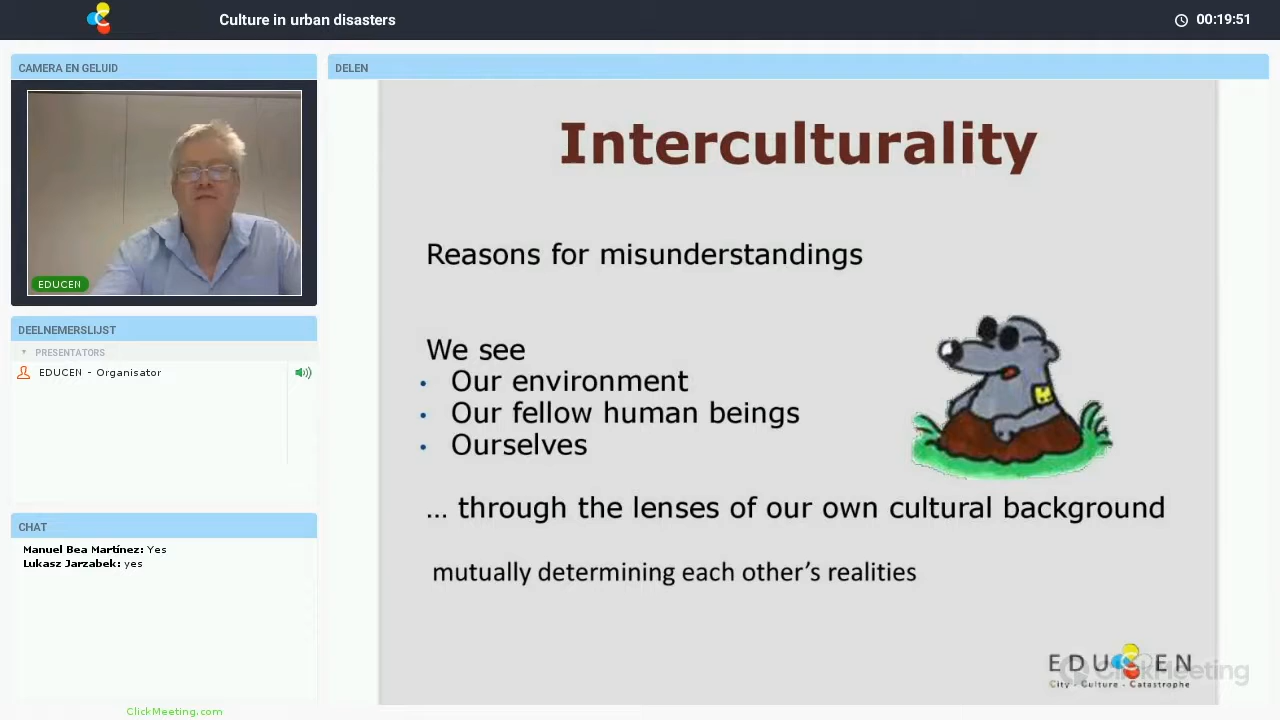 Culture in urban disasters
00:19:51
CAMERA EN GELUID
EDUCEN
DEELNEMERSLIJST
PRESENTATORS
EDUCEN - Organisator
CHAT
Manuel Bea Martínez: Yes
Lukasz Jarzabek: yes
ClickMeeting.com
DELEN
Interculturality
Reasons for misunderstandings
We see
• Our environment
• Our fellow human beings
• Ourselves
... through the lenses of our own cultural background
mutually determining each other's realities
EDUCEN
City - Culture - Catastrophe
ClickMeeting